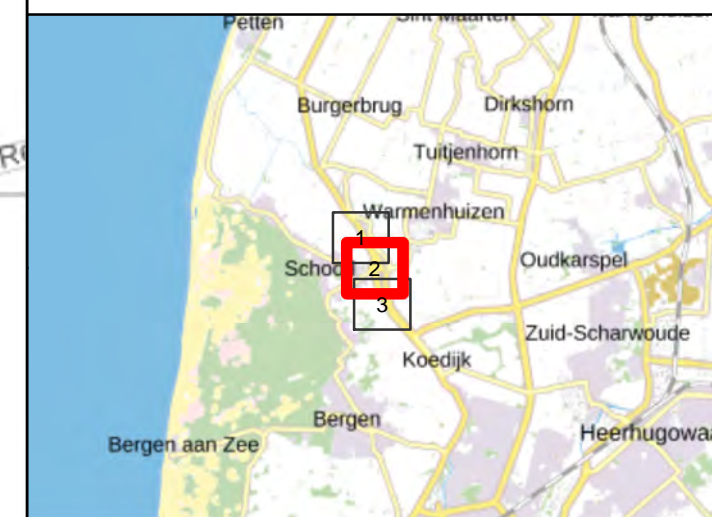 Petten
Burgerbrug
Dirkshorn
Tuitjenhorn
Warmenhuizen
1
Oudkarspel
2
3
Zuid-Scharwoude
Koedijk
Bergen
Bergen aan Zee